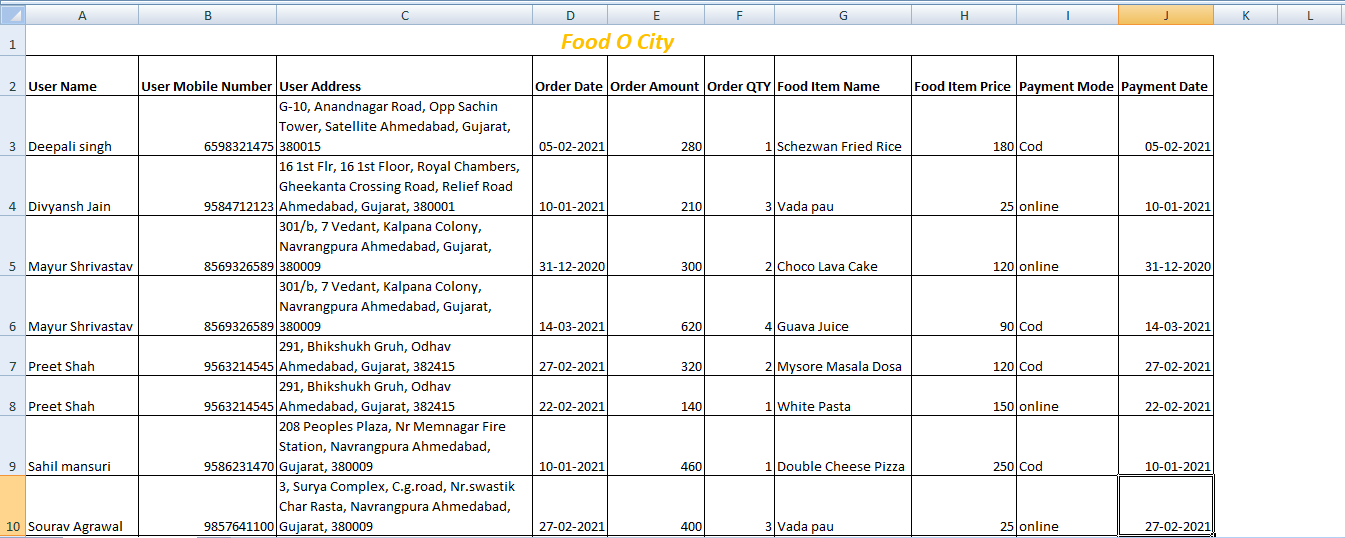 A B C D E F G H I J K L
1 Food O City
2 User Name User Mobile Number User Address Order Date Order Amount Order QTY Food Item Name Food Item Price Payment Mode Payment Date
G-10, Anandnagar Road, Opp Sachin
Tower, Satellite Ahmedabad, Gujarat,
3 Deepali singh 6598321475 380015 05-02-2021 280 1 Schezwan Fried Rice 180 Cod 05-02-2021
16 1st Flr, 16 1st Floor, Royal Chambers,
Gheekanta Crossing Road, Relief Road
4 Divyansh Jain 9584712123 Ahmedabad, Gujarat, 380001 10-01-2021 210 3 Vada pau 25 online 10-01-2021
301/b, 7 Vedant, Kalpana Colony,
Navrangpura Ahmedabad, Gujarat,
5 Mayur Shrivastav 8569326589 380009 31-12-2020 300 2 Choco Lava Cake 120 online 31-12-2020
301/b, 7 Vedant, Kalpana Colony,
Navrangpura Ahmedabad, Gujarat,
6 Mayur Shrivastav 8569326589 380009 14-03-2021 620 4 Guava Juice 90 Cod 14-03-2021
291, Bhikshukh Gruh, Odhav
7 Preet Shah 9563214545 Ahmedabad, Gujarat, 382415 27-02-2021 320 2 Mysore Masala Dosa 120 Cod 27-02-2021
291, Bhikshukh Gruh, Odhav
8 Preet Shah 9563214545 Ahmedabad, Gujarat, 382415 22-02-2021 140 1 White Pasta 150 online 22-02-2021
208 Peoples Plaza, Nr Memnagar Fire
Station, Navrangpura Ahmedabad,
9 Sahil mansuri 9586231470 Gujarat, 380009 10-01-2021 460 1 Double Cheese Pizza 250 Cod 10-01-2021
3, Surya Complex, C.g.road, Nr.swastik
Char Rasta, Navrangpura Ahmedabad,
10 Sourav Agrawal 9857641100 Gujarat, 380009 27-02-2021 400 3 Vada pau 25 online 27-02-2021